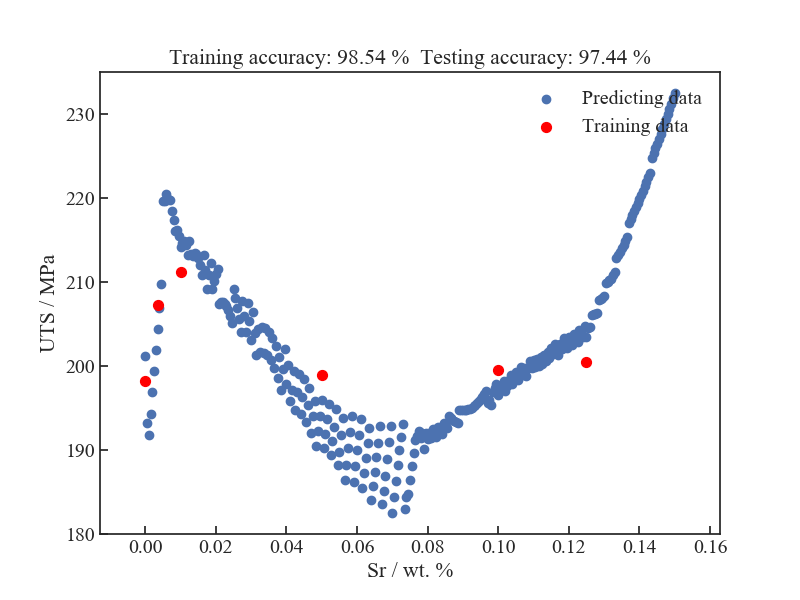 Training accuracy: 98.54 %  Testing accuracy: 97.44 %
Predicting data
Training data
UTS / MPa
230
220
210
200
190
180
0.00 0.02 0.04 0.06 0.08 0.10 0.12 0.14 0.16
Sr / wt. %